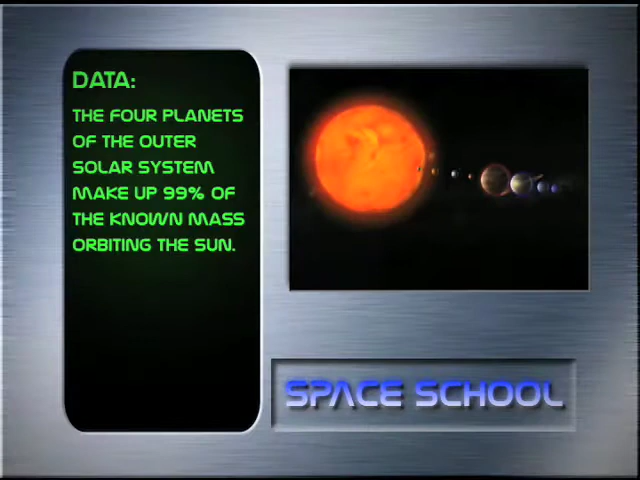 DATA:
THE FOUR PLANETS
OF THE OUTER
SOLAR SYSTEM
MAKE UP 99% OF
THE KNOWN MASS
ORBITING THE SUN.
SPACE SCHOOL